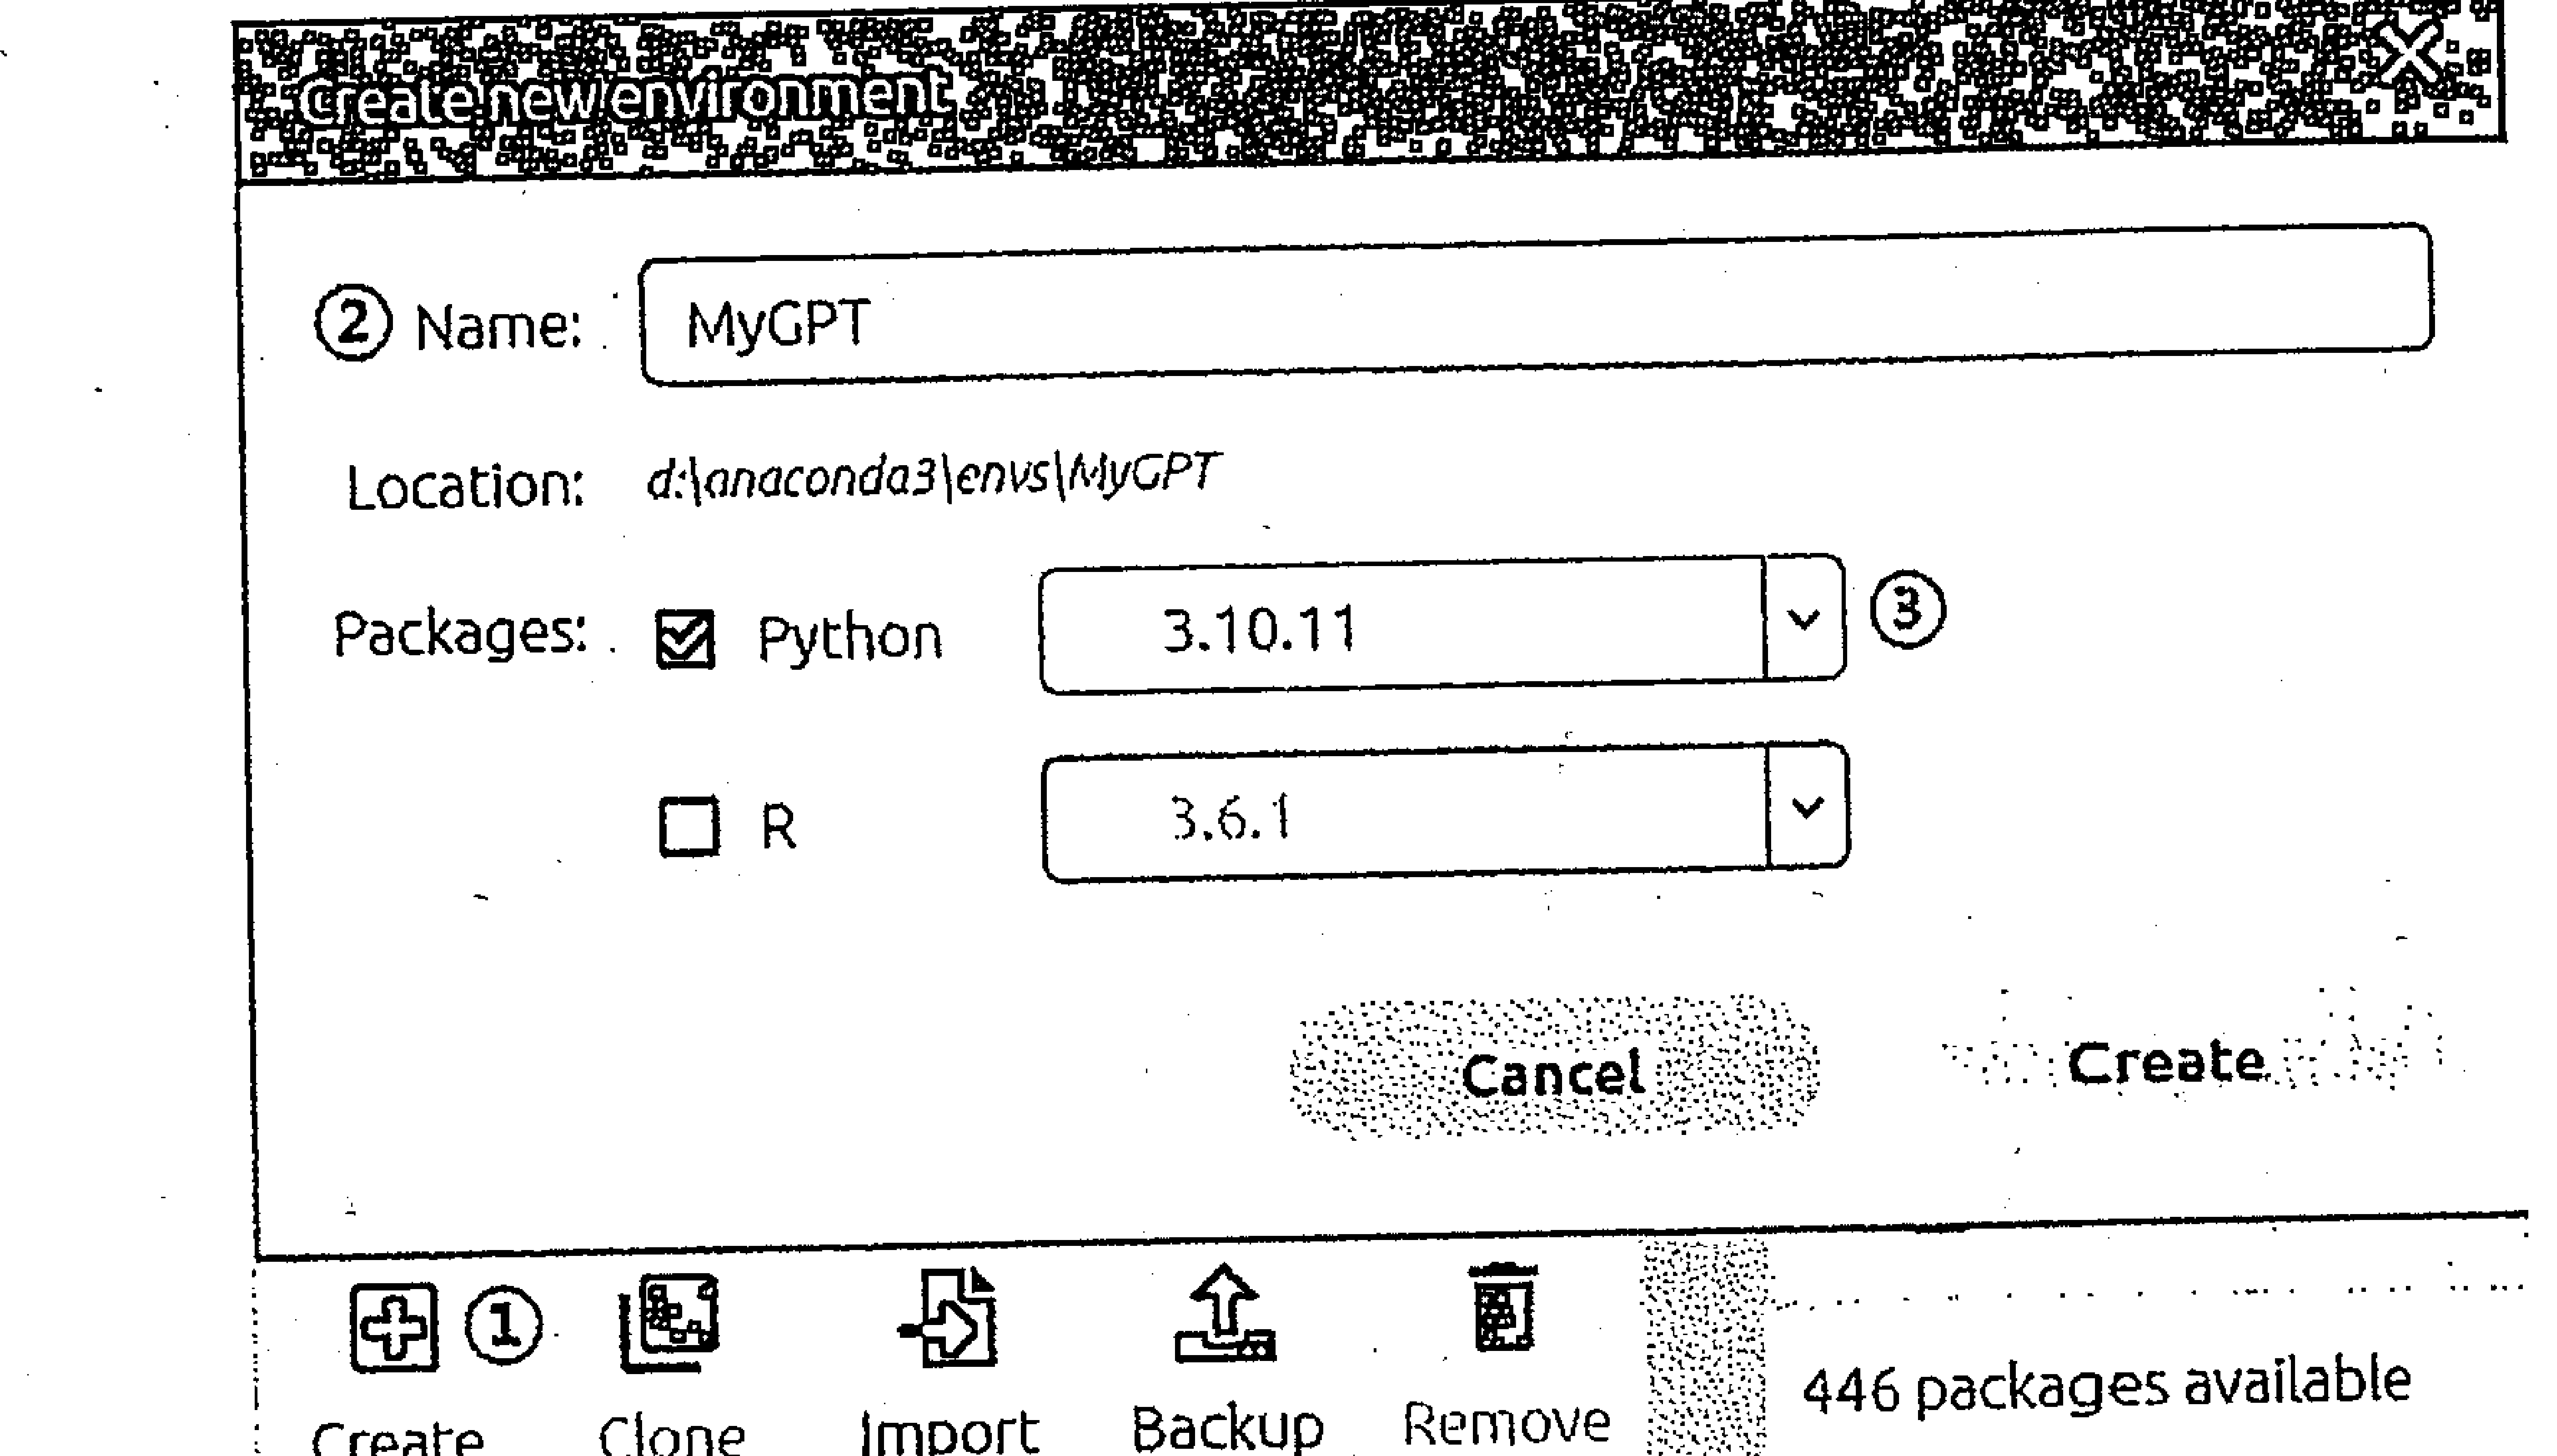 Create new environment
② Name: MyGPT
Location: d:\anaconda3\envs\MyGPT
Packages: Python 3.10.11 ③
R 3.6.1
Cancel Create
①
Create Clone Import Backup Remove 446 packages available